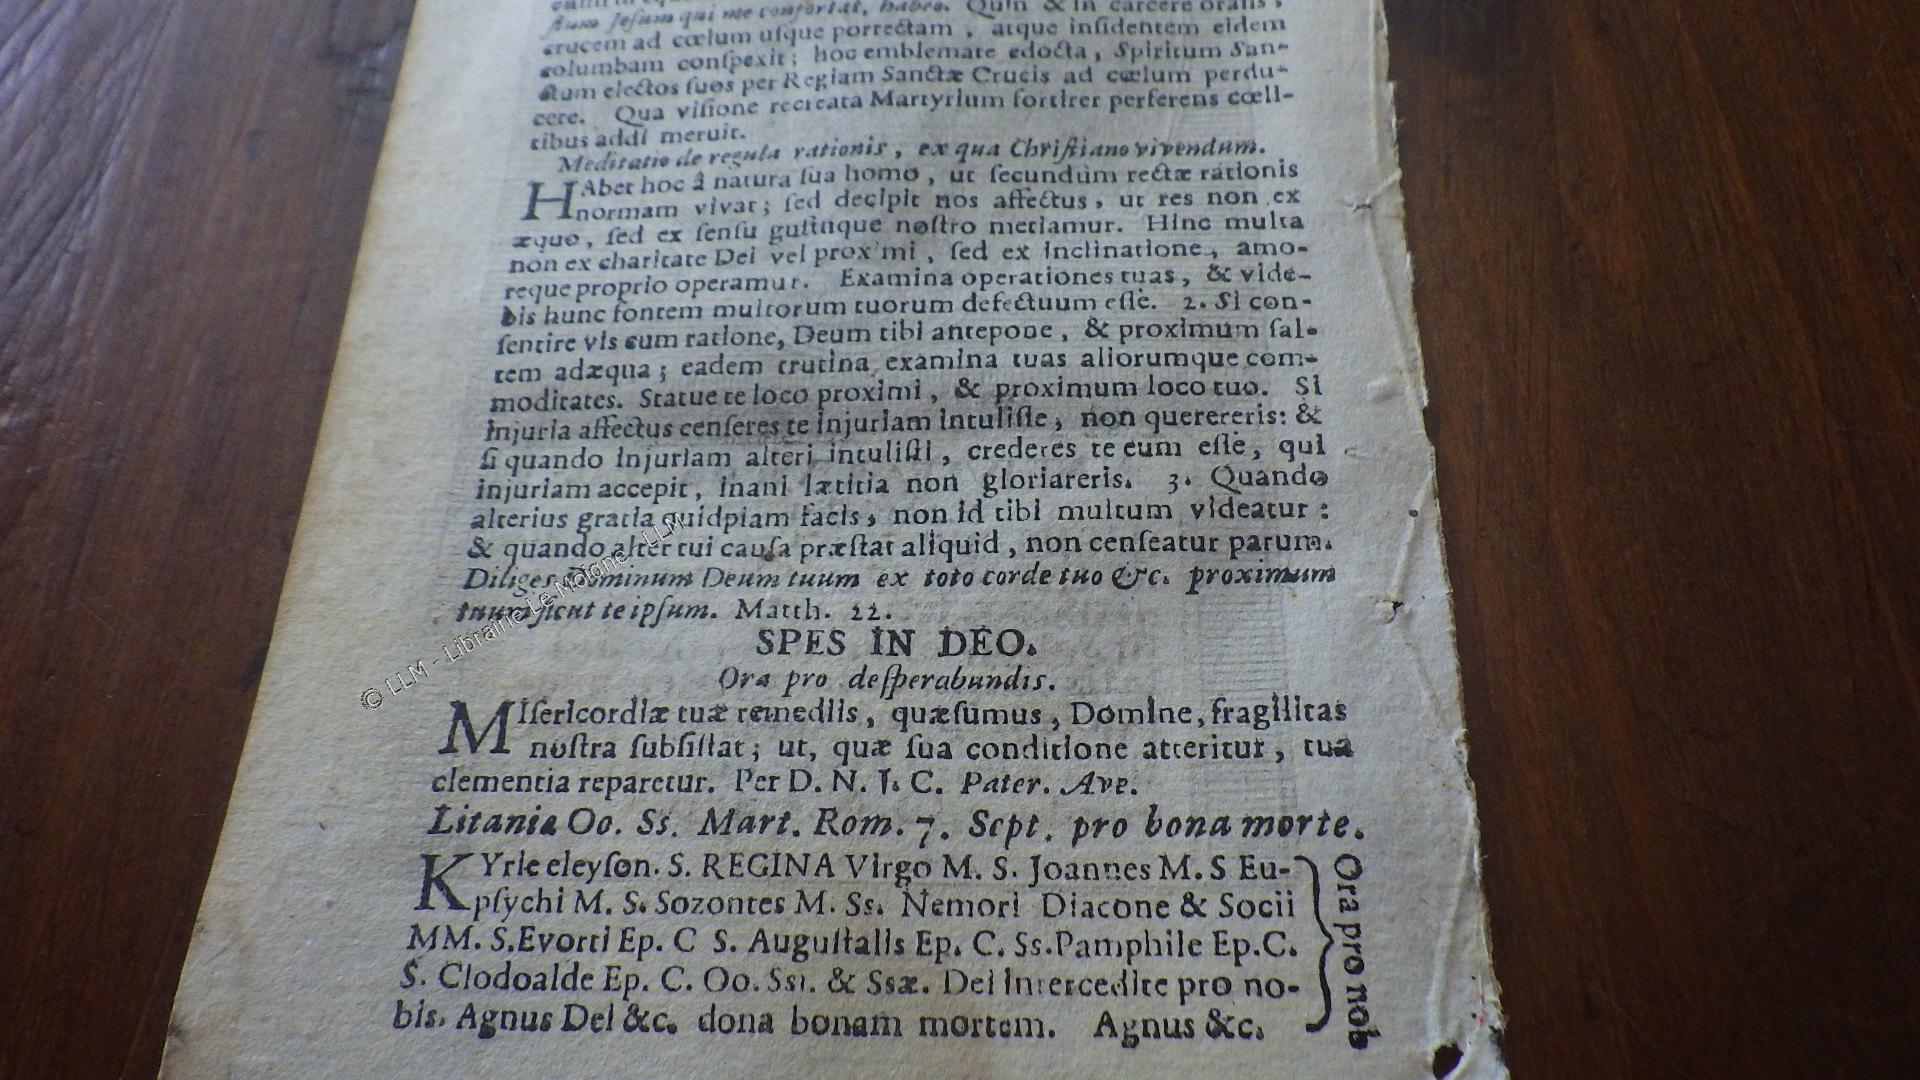 ſtum Jeſum qui me confortat, habeo. Quin & in carcere orans,
crucem ad cœlum uſque porrectam, atque inſidentem eidem
columbam conſpexit; hoc emblemate edocta, Spiritum San-
ctum electos ſuos per Regiam Sanctæ Crucis ad cœlum perdu-
cere. Qua viſione recreata Martyrium fortiter perferens cœli-
tibus addi meruit.
Meditatio de regula rationis, ex qua Chriſtiano vivendum.
HAbet hoc â natura ſua homo, ut ſecundùm rectæ rationis
normam vivat; ſed decipit nos affectus, ut res non ex
æquo, ſed ex ſenſu guſtuque noſtro metiamur. Hinc multa
non ex charitate Dei vel proximi, ſed ex inclinatione, amo-
reque proprio operamur. Examina operationes tuas, & vide-
bis hunc fontem multorum tuorum defectuum eſſe. 2. Si con-
ſentire vis cum ratione, Deum tibi antepone, & proximum ſal-
tem adæqua; eadem trutina examina tuas aliorumque com-
moditates. Statue te loco proximi, & proximum loco tuo. Si
injuria affectus cenſeres te injuriam intuliſſe, non querereris: &
ſi quando injuriam alteri intuliſti, crederes te eum eſſe, qui
injuriam accepit, inani lætitia non gloriareris. 3. Quando
alterius gratia quidpiam facis, non id tibi multum videatur:
& quando alter tui cauſa præſtat aliquid, non cenſeatur parum.
Diliges Dominum Deum tuum ex toto corde tuo &c. proximum
tuum ſicut te ipſum. Matth. 22.
SPES IN DEO.
Ora pro deſperabundis.
MIſericordiæ tuæ remediis, quæſumus, Domine, fragilitas
noſtra ſubſiſtat; ut, quæ ſua conditione atteritur, tua
clementia reparetur. Per D. N. J. C. Pater. Ave.
Litania Oo. Ss. Mart. Rom. 7. Sept. pro bona morte.
KYrie eleyſon. S. REGINA Virgo M. S. Joannes M. S Eu-
pſychi M. S. Sozontes M. Ss. Nemori Diacone & Socii
MM. S. Evorti Ep. C S. Auguſtalis Ep. C. Ss. Pamphile Ep. C.
S. Clodoalde Ep. C. Oo. Ssi. & Ssæ. Dei intercedite pro no-
bis. Agnus Dei &c. dona bonam mortem. Agnus &c.
Ora pro nob
© LLM - Librairie Le Moigne - LLM